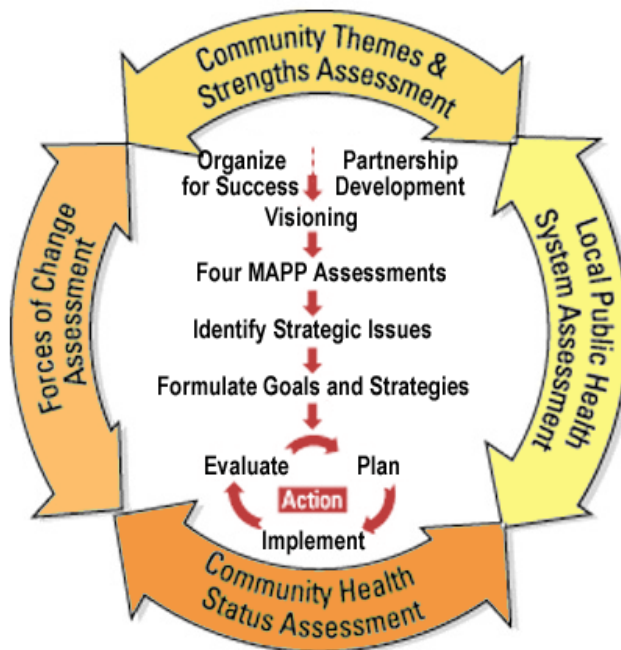 Community Themes &
Strengths Assessment
Organize
for Success
Partnership
Development
Visioning
Four MAPP Assessments
Identify Strategic Issues
Formulate Goals and Strategies
Evaluate
Plan
Action
Implement
Forces of Change
Assessment
Local Public Health
System Assessment
Community Health
Status Assessment